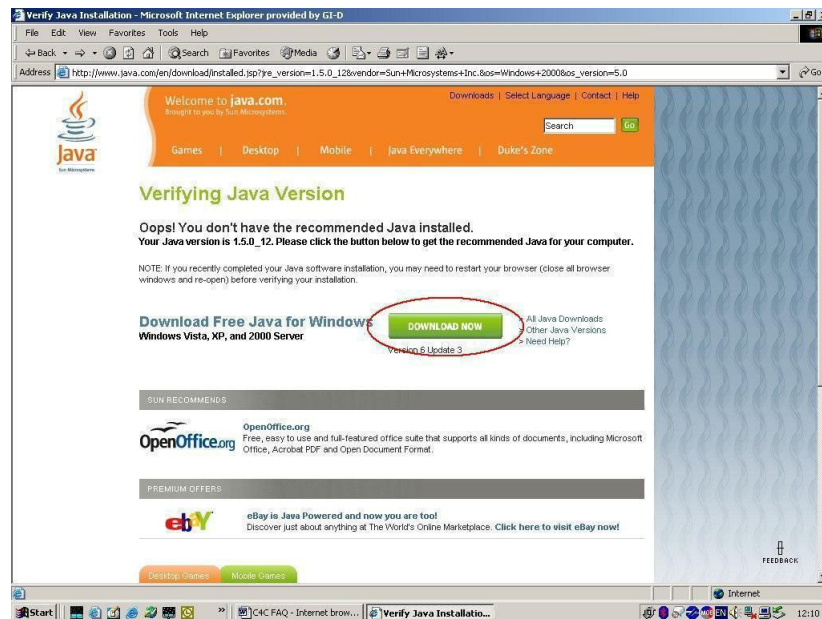 Verify Java Installation - Microsoft Internet Explorer provided by GI-D
File Edit View Favorites Tools Help
Back Search Favorites Media
Address http://www.java.com/en/download/installed.jsp?jre_version=1.5.0_12&vendor=Sun+Microsystems+Inc.&os=Windows+2000&os_version=5.0 Go
Java
Sun Microsystems
Welcome to java.com.
Brought to you by Sun Microsystems.
Downloads | Select Language | Contact | Help
Search Go
Games | Desktop | Mobile | Java Everywhere | Duke's Zone
Verifying Java Version
Oops! You don't have the recommended Java installed.
Your Java version is 1.5.0_12. Please click the button below to get the recommended Java for your computer.
NOTE: If you recently completed your Java software installation, you may need to restart your browser (close all browser
windows and re-open) before verifying your installation.
Download Free Java for Windows
Windows Vista, XP, and 2000 Server
DOWNLOAD NOW
Version 6 Update 3
> All Java Downloads
> Other Java Versions
> Need Help?
SUN RECOMMENDS
OpenOffice.org
OpenOffice.org
Free, easy to use and full-featured office suite that supports all kinds of documents, including Microsoft
Office, Acrobat PDF and Open Document Format.
PREMIUM OFFERS
ebY
eBay is Java Powered and now you are too!
Discover just about anything at The World's Online Marketplace. Click here to visit eBay now!
FEEDBACK
Desktop Games Mobile Games
Internet
Start » C4C FAQ - Internet brow... Verify Java Installatio... EN 12:10